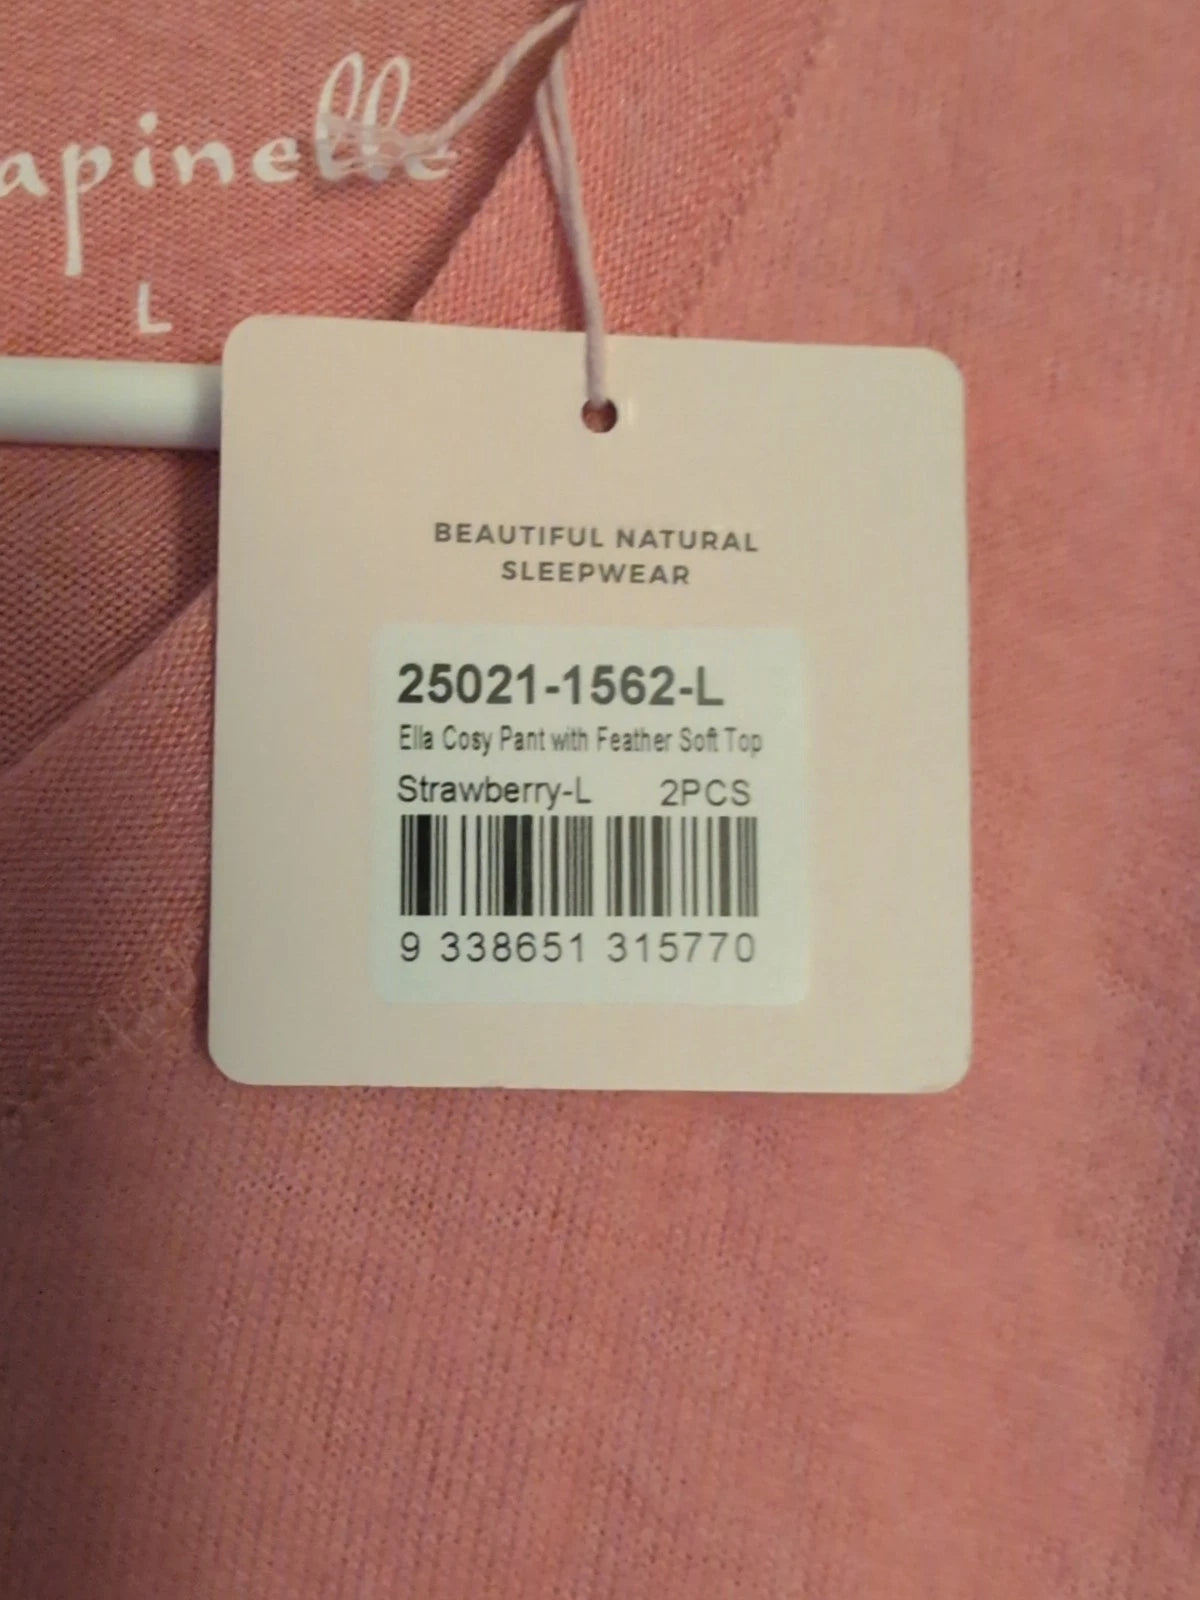 apinelle
L
BEAUTIFUL NATURAL
SLEEPWEAR
25021-1562-L
Ella Cosy Pant with Feather Soft Top
Strawberry-L 2PCS
9 338651 315770